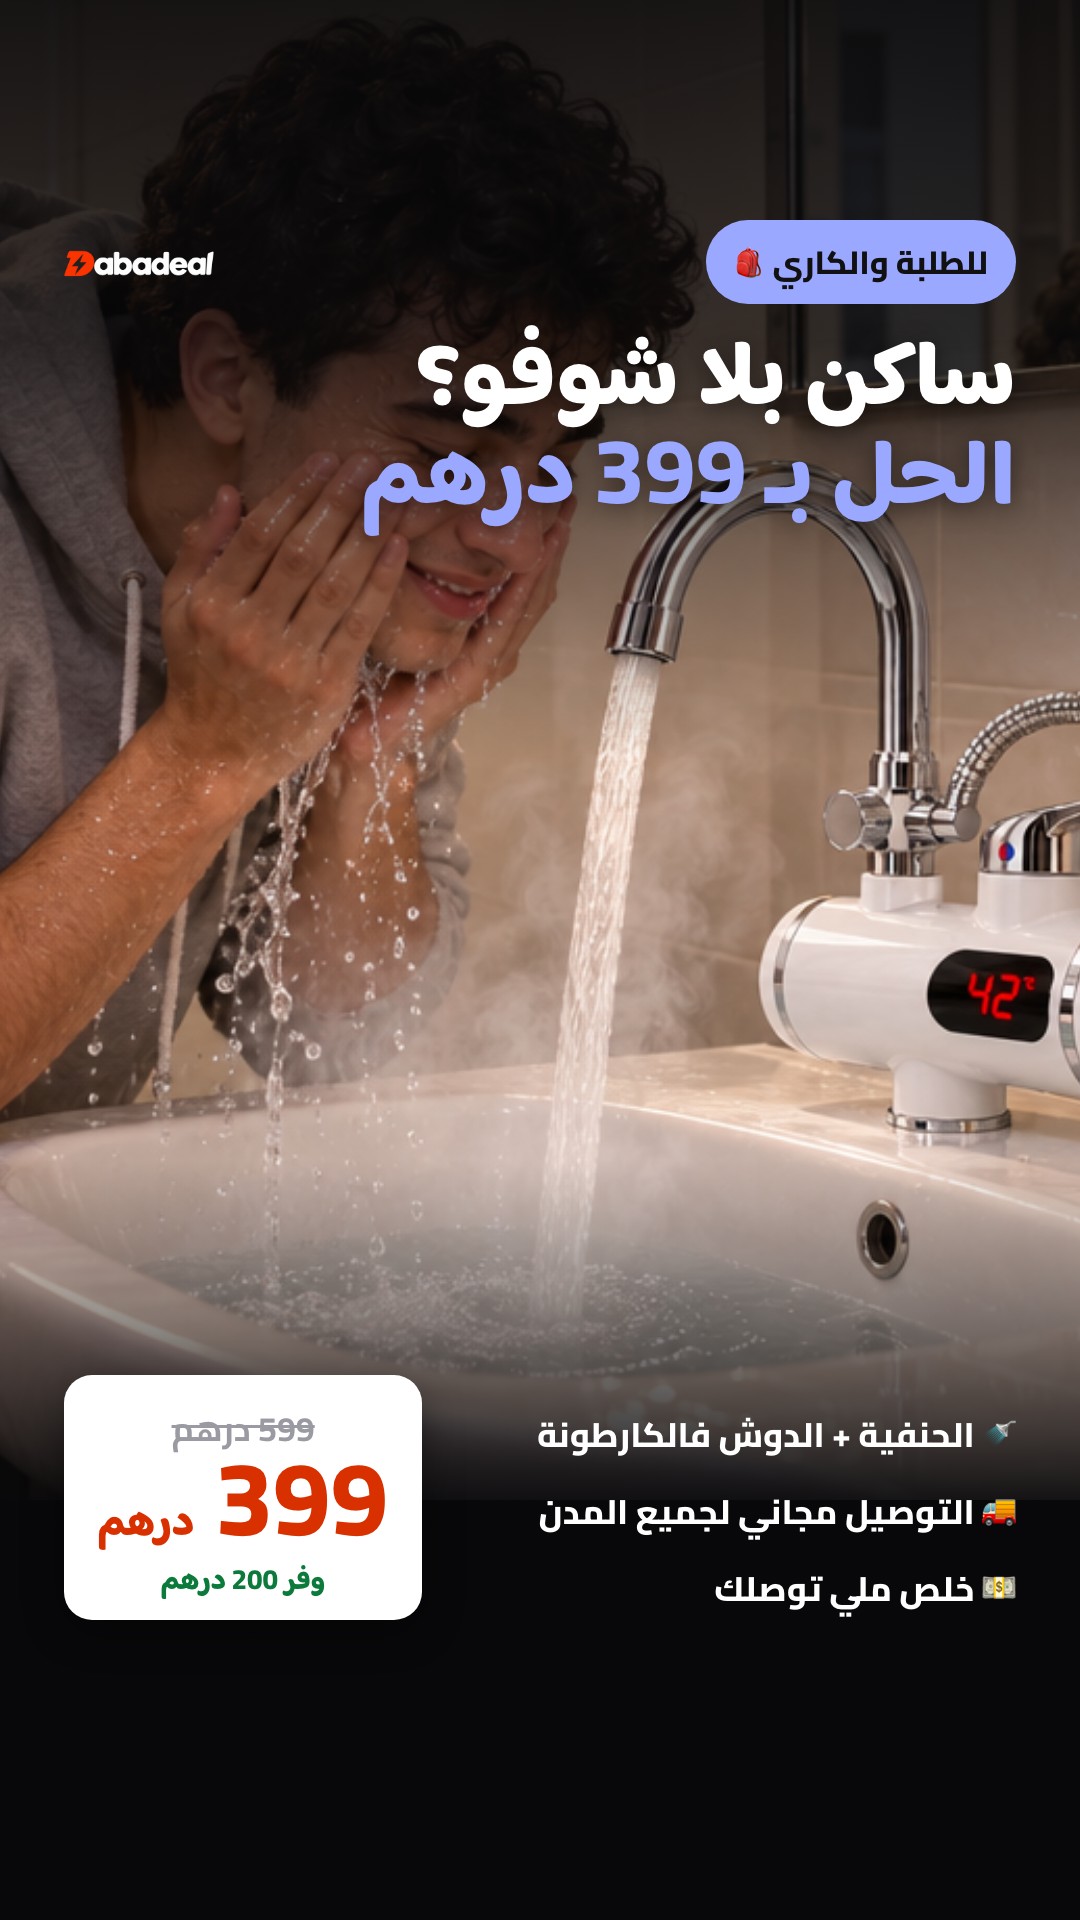 Dabadeal
للطلبة والكاري 🎒
ساكن بلا شوفو؟
الحل بـ 399 درهم
42°C
599 درهم
399 درهم
وفر 200 درهم
🚿 الحنفية + الدوش فالكارطونة
🚚 التوصيل مجاني لجميع المدن
💵 خلص ملي توصلك